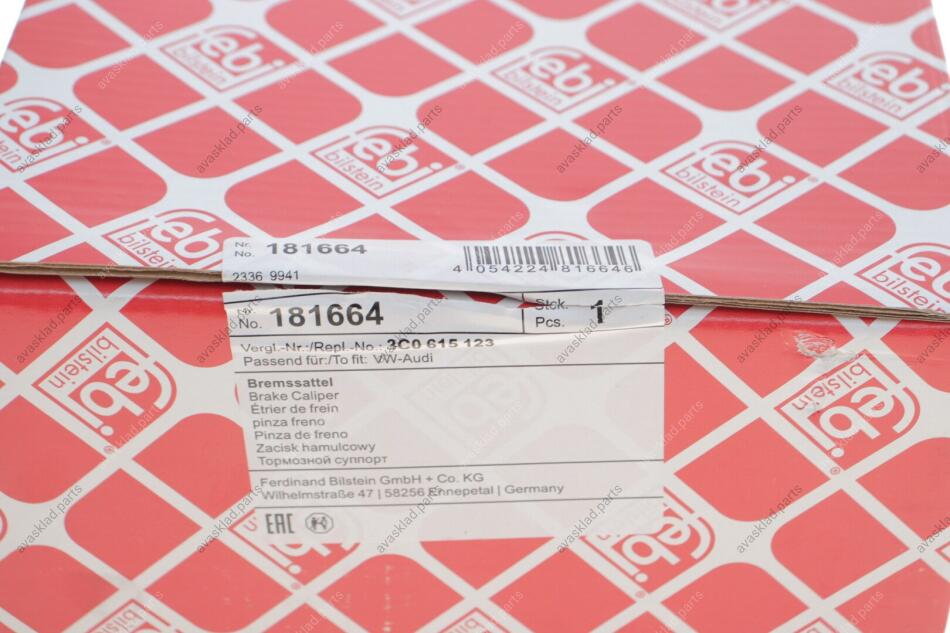 febi
bilstein
Nr.
No. 181664
4 054224 816646
2336 9941
No. 181664
Stck.
Pcs. 1
Vergl.-Nr./Repl.-No.: 3C0 615 123
Passend für:/To fit: VW-Audi
Bremssattel
Brake Caliper
Étrier de frein
pinza freno
Pinza de freno
Zacisk hamulcowy
Тормозной суппорт
Ferdinand Bilstein GmbH + Co. KG
Wilhelmstraße 47 | 58256 Ennepetal | Germany
EAC
avasklad.parts